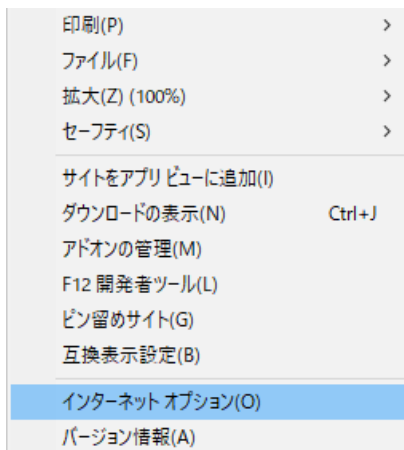 印刷(P) >
ファイル(F) >
拡大(Z) (100%) >
セーフティ(S) >
サイトをアプリ ビューに追加(I)
ダウンロードの表示(N) Ctrl+J
アドオンの管理(M)
F12 開発者ツール(L)
ピン留めサイト(G)
互換表示設定(B)
インターネット オプション(O)
バージョン情報(A)